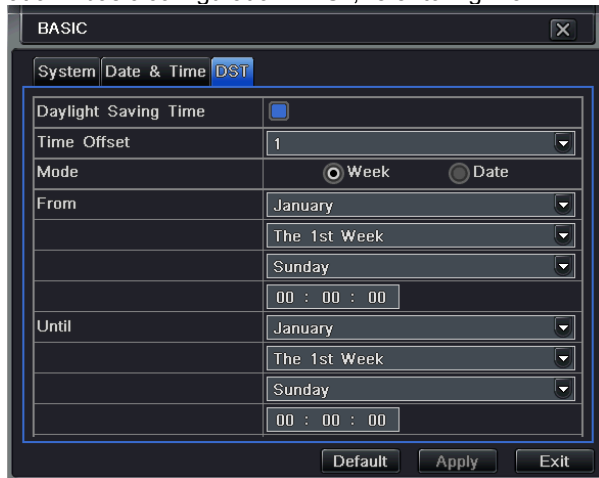 BASIC
System Date & Time DST
Daylight Saving Time
Time Offset 1
Mode Week Date
From January
The 1st Week
Sunday
00 : 00 : 00
Until January
The 1st Week
Sunday
00 : 00 : 00
Default Apply Exit